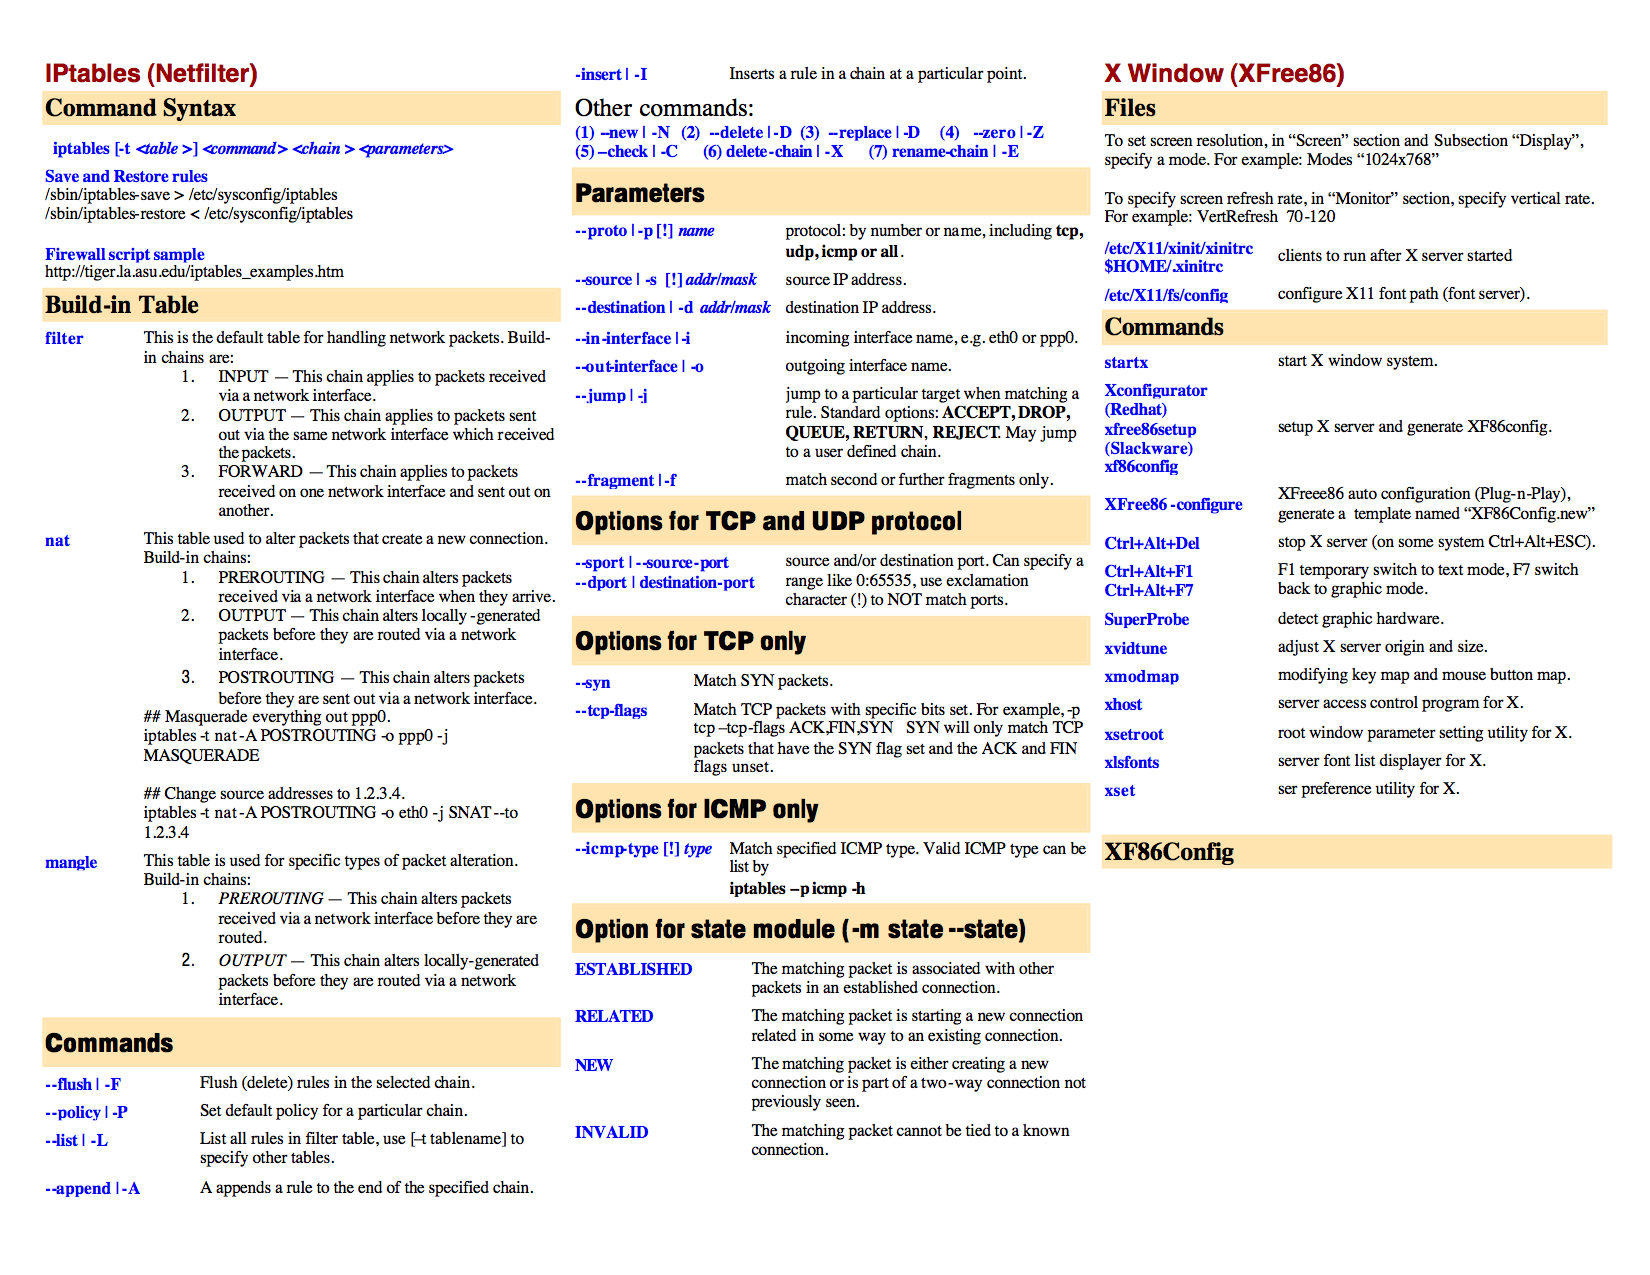 IPtables (Netfilter)
Command Syntax
iptables [-t <table >] <command> <chain > <parameters>
Save and Restore rules
/sbin/iptables-save > /etc/sysconfig/iptables
/sbin/iptables-restore < /etc/sysconfig/iptables
Firewall script sample
http://tiger.la.asu.edu/iptables_examples.htm
Build-in Table
filter This is the default table for handling network packets. Build-
in chains are:
1. INPUT — This chain applies to packets received
via a network interface.
2. OUTPUT — This chain applies to packets sent
out via the same network interface which received
the packets.
3. FORWARD — This chain applies to packets
received on one network interface and sent out on
another.
nat This table used to alter packets that create a new connection.
Build-in chains:
1. PREROUTING — This chain alters packets
received via a network interface when they arrive.
2. OUTPUT — This chain alters locally -generated
packets before they are routed via a network
interface.
3. POSTROUTING — This chain alters packets
before they are sent out via a network interface.
## Masquerade everything out ppp0.
iptables -t nat -A POSTROUTING -o ppp0 -j
MASQUERADE
## Change source addresses to 1.2.3.4.
iptables -t nat -A POSTROUTING -o eth0 -j SNAT --to
1.2.3.4
mangle This table is used for specific types of packet alteration.
Build-in chains:
1. PREROUTING — This chain alters packets
received via a network interface before they are
routed.
2. OUTPUT — This chain alters locally-generated
packets before they are routed via a network
interface.
Commands
--flush | -F Flush (delete) rules in the selected chain.
--policy | -P Set default policy for a particular chain.
--list | -L List all rules in filter table, use [–t tablename] to
specify other tables.
--append | -A A appends a rule to the end of the specified chain.
-insert | -I Inserts a rule in a chain at a particular point.
Other commands:
(1) --new | -N (2) --delete | -D (3) --replace | -D (4) --zero | -Z
(5) –check | -C (6) delete-chain | -X (7) rename-chain | -E
Parameters
--proto | -p [!] name protocol: by number or name, including tcp,
udp, icmp or all.
--source | -s [!] addr/mask source IP address.
--destination | -d addr/mask destination IP address.
--in-interface | -i incoming interface name, e.g. eth0 or ppp0.
--out-interface | -o outgoing interface name.
--jump | -j jump to a particular target when matching a
rule. Standard options: ACCEPT, DROP,
QUEUE, RETURN, REJECT. May jump
to a user defined chain.
--fragment | -f match second or further fragments only.
Options for TCP and UDP protocol
--sport | --source-port source and/or destination port. Can specify a
--dport | destination-port range like 0:65535, use exclamation
character (!) to NOT match ports.
Options for TCP only
--syn Match SYN packets.
--tcp-flags Match TCP packets with specific bits set. For example, -p
tcp –tcp-flags ACK,FIN,SYN SYN will only match TCP
packets that have the SYN flag set and the ACK and FIN
flags unset.
Options for ICMP only
--icmp-type [!] type Match specified ICMP type. Valid ICMP type can be
list by
iptables –p icmp -h
Option for state module (-m state --state)
ESTABLISHED The matching packet is associated with other
packets in an established connection.
RELATED The matching packet is starting a new connection
related in some way to an existing connection.
NEW The matching packet is either creating a new
connection or is part of a two-way connection not
previously seen.
INVALID The matching packet cannot be tied to a known
connection.
X Window (XFree86)
Files
To set screen resolution, in “Screen” section and Subsection “Display”,
specify a mode. For example: Modes “1024x768”
To specify screen refresh rate, in “Monitor” section, specify vertical rate.
For example: VertRefresh 70-120
/etc/X11/xinit/xinitrc clients to run after X server started
$HOME/.xinitrc
/etc/X11/fs/config configure X11 font path (font server).
Commands
startx start X window system.
Xconfigurator
(Redhat)
xfree86setup setup X server and generate XF86config.
(Slackware)
xf86config
XFree86 -configure XFreee86 auto configuration (Plug-n-Play),
generate a template named “XF86Config.new”
Ctrl+Alt+Del stop X server (on some system Ctrl+Alt+ESC).
Ctrl+Alt+F1 F1 temporary switch to text mode, F7 switch
Ctrl+Alt+F7 back to graphic mode.
SuperProbe detect graphic hardware.
xvidtune adjust X server origin and size.
xmodmap modifying key map and mouse button map.
xhost server access control program for X.
xsetroot root window parameter setting utility for X.
xlsfonts server font list displayer for X.
xset ser preference utility for X.
XF86Config